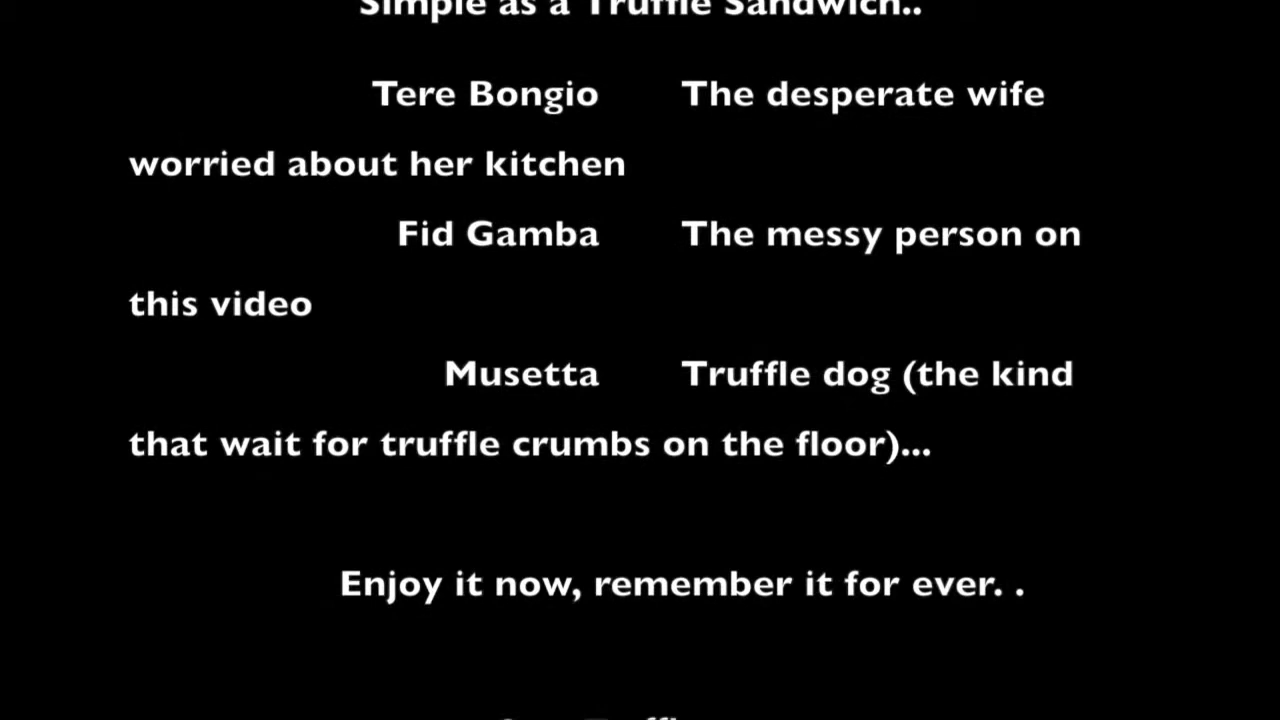 Simple as a Truffle Sandwich..
Tere Bongio The desperate wife
worried about her kitchen
Fid Gamba The messy person on
this video
Musetta Truffle dog (the kind
that wait for truffle crumbs on the floor)...
Enjoy it now, remember it for ever. .